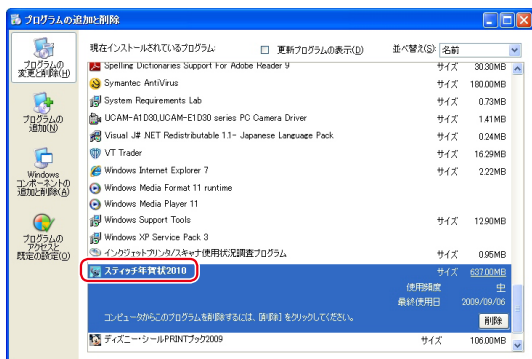 プログラムの追加と削除
プログラムの
変更と削除(H)
プログラムの
追加(N)
Windows
コンポーネントの
追加と削除(A)
プログラムの
アクセスと
既定の設定(O)
現在インストールされているプログラム:
更新プログラムの表示(D)
並べ替え(S): 名前
Spelling Dictionaries Support For Adobe Reader 9 サイズ 30.30MB
Symantec AntiVirus サイズ 180.00MB
System Requirements Lab サイズ 0.73MB
UCAM-A1D30,UCAM-E1D30 series PC Camera Driver サイズ 1.41MB
Visual J# .NET Redistributable 1.1- Japanese Language Pack サイズ 0.24MB
VT Trader サイズ 16.29MB
Windows Internet Explorer 7 サイズ 2.22MB
Windows Media Format 11 runtime
Windows Media Player 11
Windows Support Tools サイズ 12.90MB
Windows XP Service Pack 3
インクジェットプリンタ/スキャナ使用状況調査プログラム サイズ 0.95MB
スティッチ年賀状2010 サイズ 637.00MB
使用頻度 中
最終使用日 2009/09/06
コンピュータからこのプログラムを削除するには、[削除] をクリックしてください。
削除
ディズニー・シールPRINTブック2009 サイズ 106.00MB